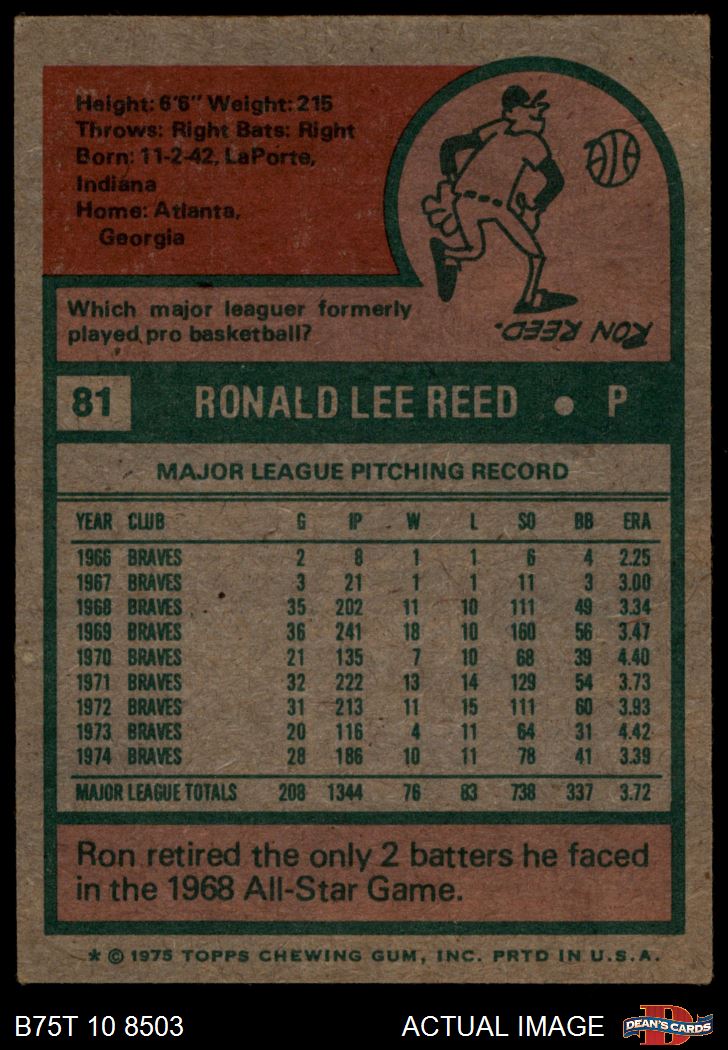 Height: 6'6" Weight: 215
Throws: Right Bats: Right
Born: 11-2-42, LaPorte,
Indiana
Home: Atlanta,
Georgia
Which major leaguer formerly
played pro basketball?
RON REED.
81 RONALD LEE REED • P
MAJOR LEAGUE PITCHING RECORD
YEAR CLUB G IP W L SO BB ERA
1966 BRAVES 2 8 1 1 6 4 2.25
1967 BRAVES 3 21 1 1 11 3 3.00
1968 BRAVES 35 202 11 10 111 49 3.34
1969 BRAVES 36 241 18 10 160 56 3.47
1970 BRAVES 21 135 7 10 68 39 4.40
1971 BRAVES 32 222 13 14 129 54 3.73
1972 BRAVES 31 213 11 15 111 60 3.93
1973 BRAVES 20 116 4 11 64 31 4.42
1974 BRAVES 28 186 10 11 78 41 3.39
MAJOR LEAGUE TOTALS 208 1344 76 83 738 337 3.72
Ron retired the only 2 batters he faced
in the 1968 All-Star Game.
* © 1975 TOPPS CHEWING GUM, INC. PRTD IN U.S.A.
B75T 10 8503 ACTUAL IMAGE D DEAN'S CARDS